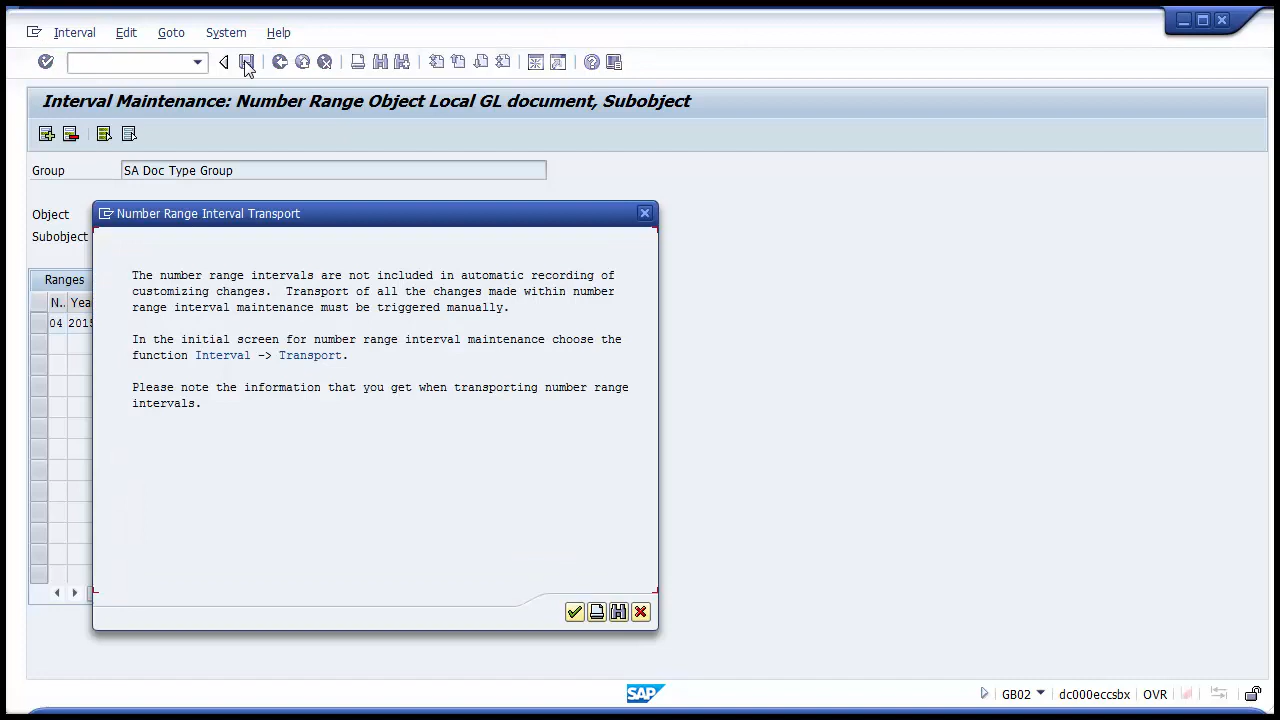 Interval Edit Goto System Help
Interval Maintenance: Number Range Object Local GL document, Subobject
Group SA Doc Type Group
Object
Subobject
Number Range Interval Transport
The number range intervals are not included in automatic recording of
customizing changes. Transport of all the changes made within number
range interval maintenance must be triggered manually.
In the initial screen for number range interval maintenance choose the
function Interval -> Transport.
Please note the information that you get when transporting number range
intervals.
Ranges
N.. Yea
04 2015
SAP
GB02 dc000eccsbx OVR